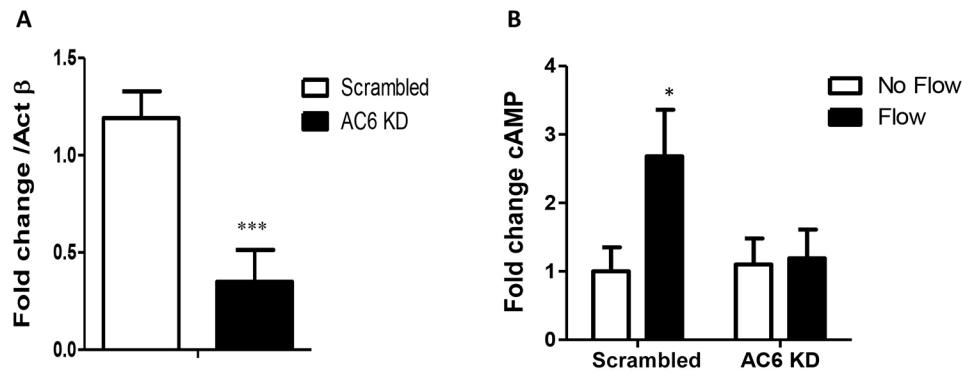 A
Fold change /Act β
1.5
1.0
0.5
0.0
***
Scrambled
AC6 KD
B
Fold change cAMP
4
3
2
1
0
*
No Flow
Flow
Scrambled
AC6 KD